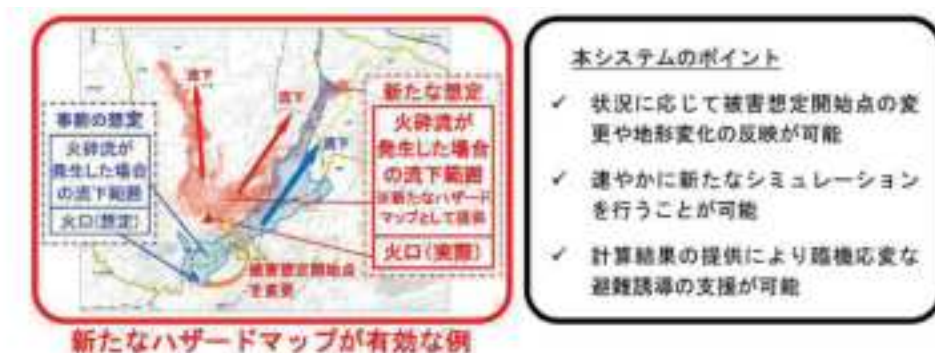 流下
流下
流下
事前の想定
火砕流が
発生した場合
の流下範囲
火口(想定)
新たな想定
火砕流が
発生した場合
の流下範囲
※新たなハザード
マップとして提供
火口(実際)
被害想定開始点
を変更
新たなハザードマップが有効な例
本システムのポイント
✓ 状況に応じて被害想定開始点の変
更や地形変化の反映が可能
✓ 速やかに新たなシミュレーション
を行うことが可能
✓ 計算結果の提供により臨機応変な
避難誘導の支援が可能